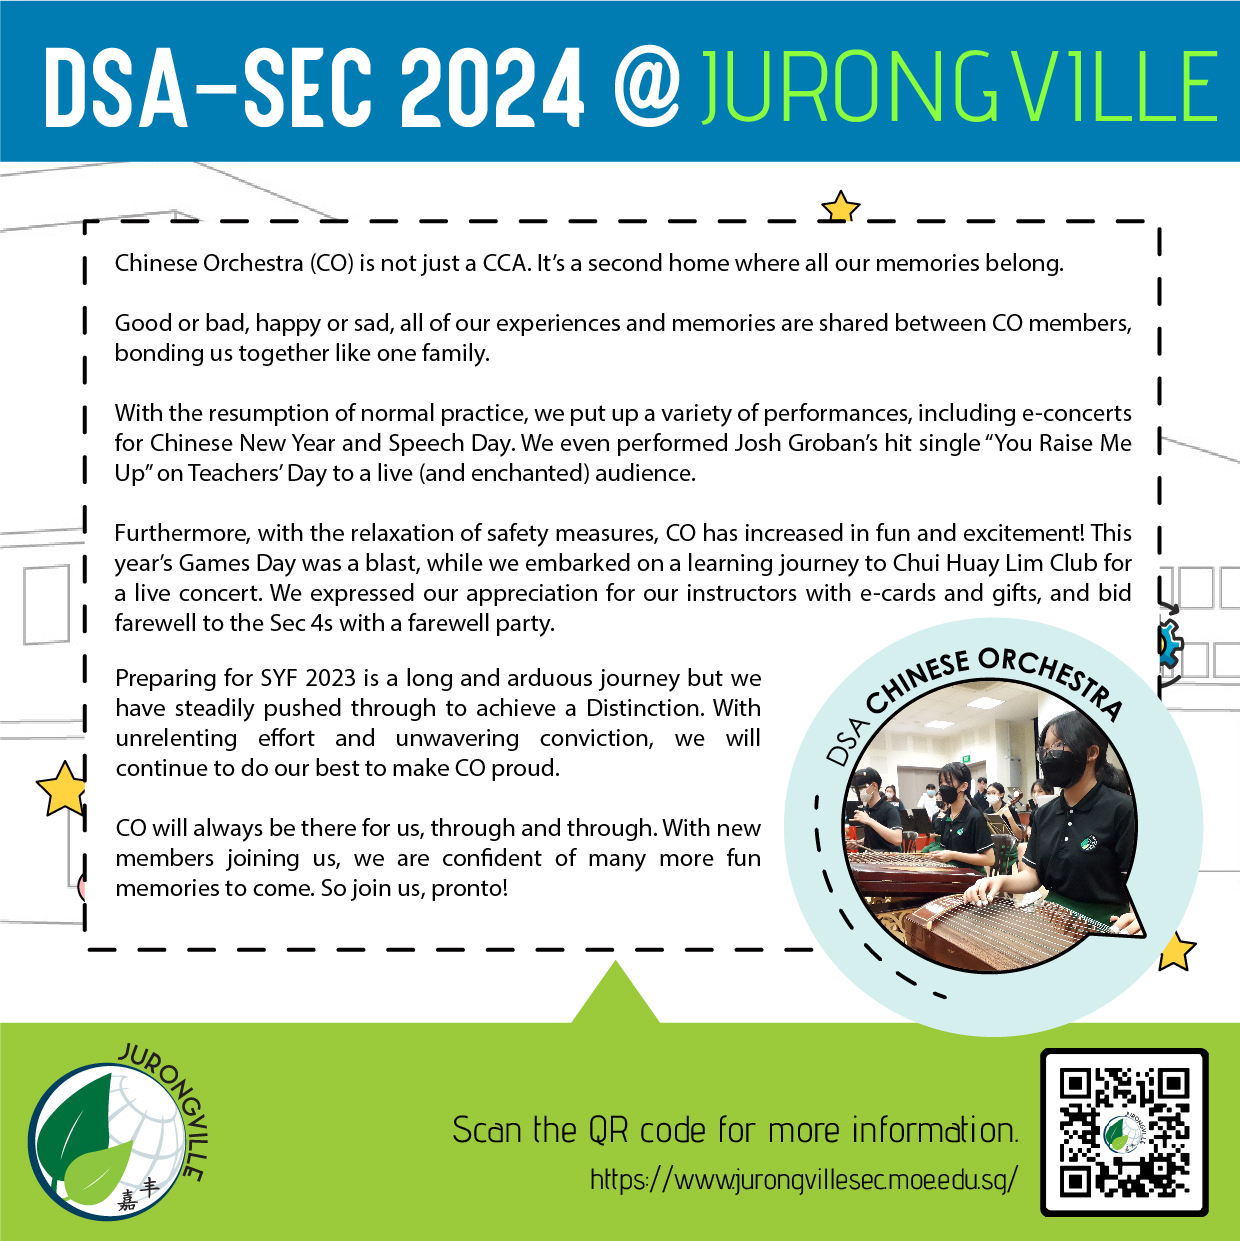 DSA-SEC 2024 @ JURONGVILLE
Chinese Orchestra (CO) is not just a CCA. It’s a second home where all our memories belong.
Good or bad, happy or sad, all of our experiences and memories are shared between CO members,
bonding us together like one family.
With the resumption of normal practice, we put up a variety of performances, including e-concerts
for Chinese New Year and Speech Day. We even performed Josh Groban’s hit single “You Raise Me
Up” on Teachers’ Day to a live (and enchanted) audience.
Furthermore, with the relaxation of safety measures, CO has increased in fun and excitement! This
year’s Games Day was a blast, while we embarked on a learning journey to Chui Huay Lim Club for
a live concert. We expressed our appreciation for our instructors with e-cards and gifts, and bid
farewell to the Sec 4s with a farewell party.
Preparing for SYF 2023 is a long and arduous journey but we
have steadily pushed through to achieve a Distinction. With
unrelenting effort and unwavering conviction, we will
continue to do our best to make CO proud.
CO will always be there for us, through and through. With new
members joining us, we are confident of many more fun
memories to come. So join us, pronto!
DSA CHINESE ORCHESTRA
JURONGVILLE
嘉丰
Scan the QR code for more information.
https://www.jurongvillesec.moe.edu.sg/
JURONGVILLE